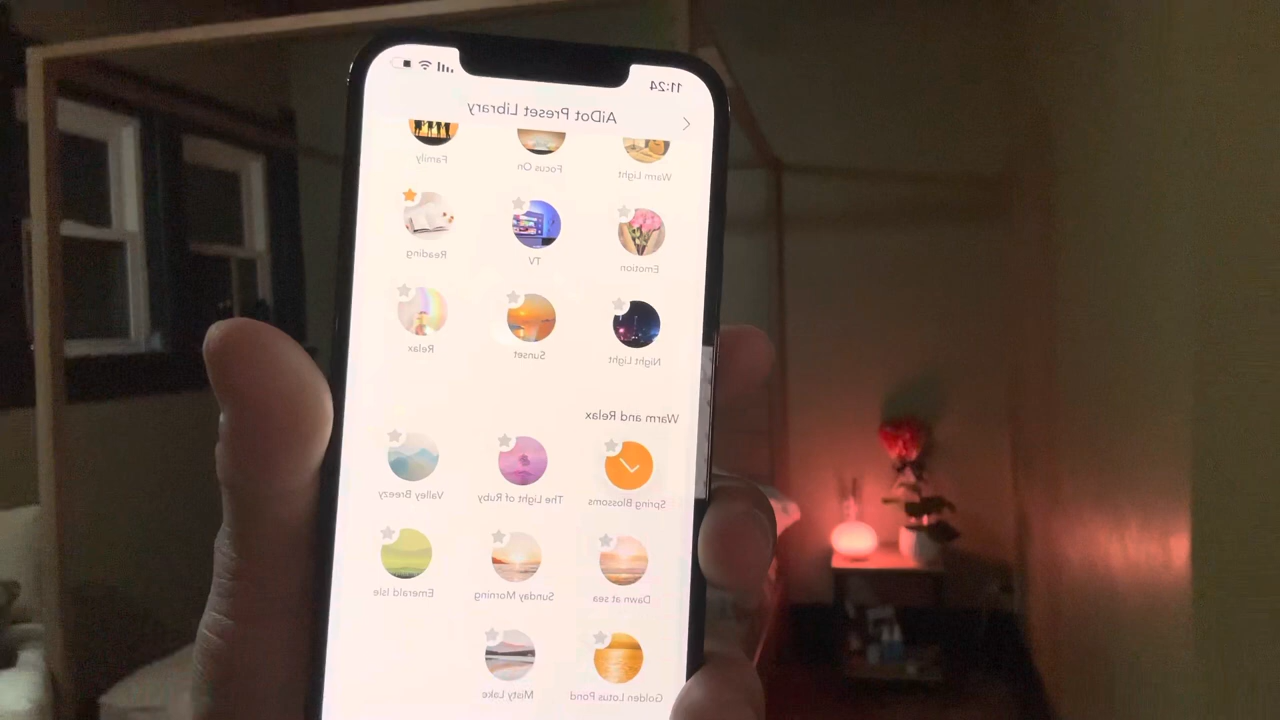 11:24
AiDot Preset Library
Warm Light Focus On Family
Emotion TV Reading
Night Light Sunset Relax
Warm and Relax
Spring Blossoms The Light of Ruby Valley Breezy
Dawn at sea Sunday Morning Emerald Isle
Golden Lotus Pond Misty Lake